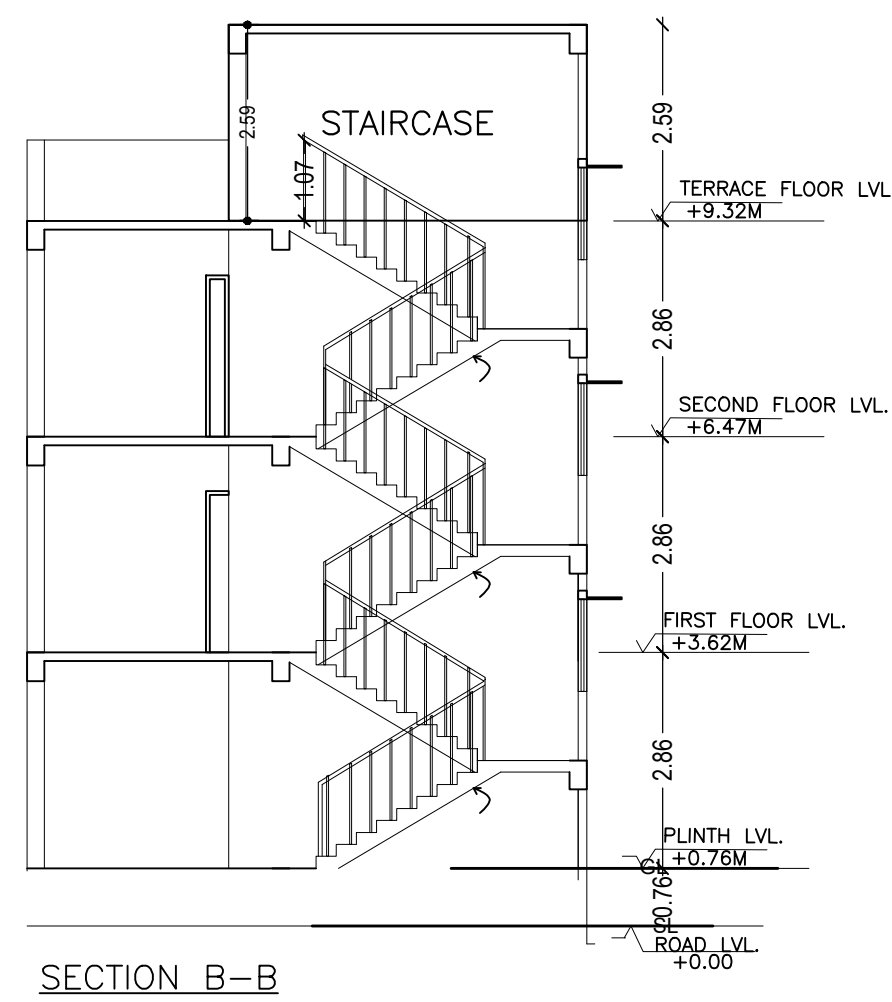 2.59
STAIRCASE
2.59
1.07
TERRACE FLOOR LVL
+9.32M
2.86
SECOND FLOOR LVL.
+6.47M
2.86
FIRST FLOOR LVL.
+3.62M
2.86
PLINTH LVL.
+0.76M
GL
0.76
SL
ROAD LVL.
+0.00
SECTION B-B